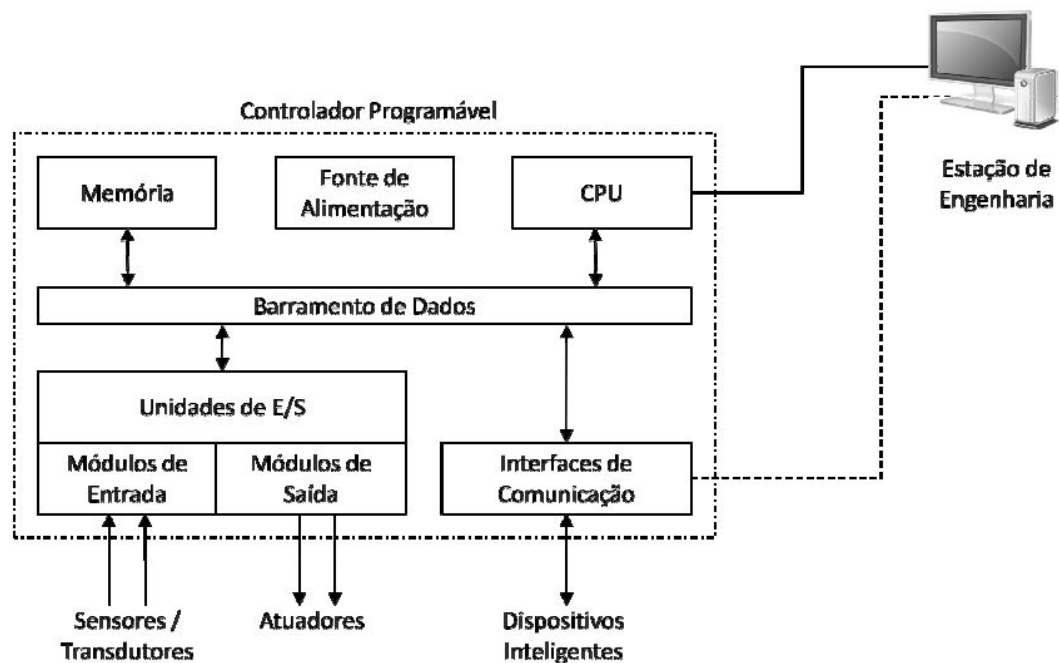 Controlador Programável
Memória
Fonte de
Alimentação
CPU
Estação de
Engenharia
Barramento de Dados
Unidades de E/S
Módulos de
Entrada
Módulos de
Saída
Interfaces de
Comunicação
Sensores /
Transdutores
Atuadores
Dispositivos
Inteligentes